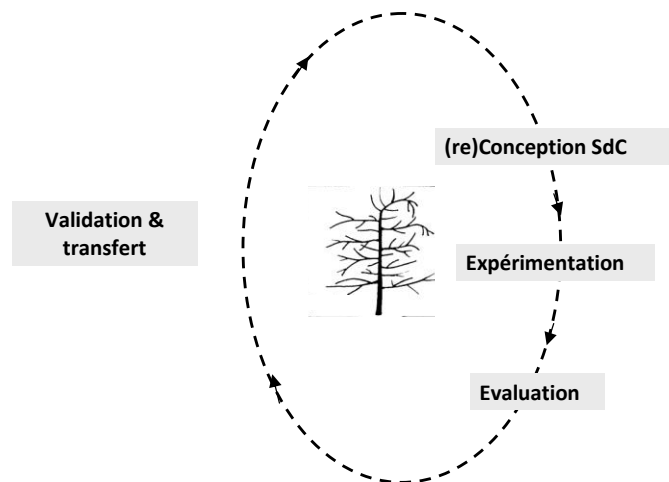 (re)Conception SdC
Validation &
transfert
Expérimentation
Evaluation